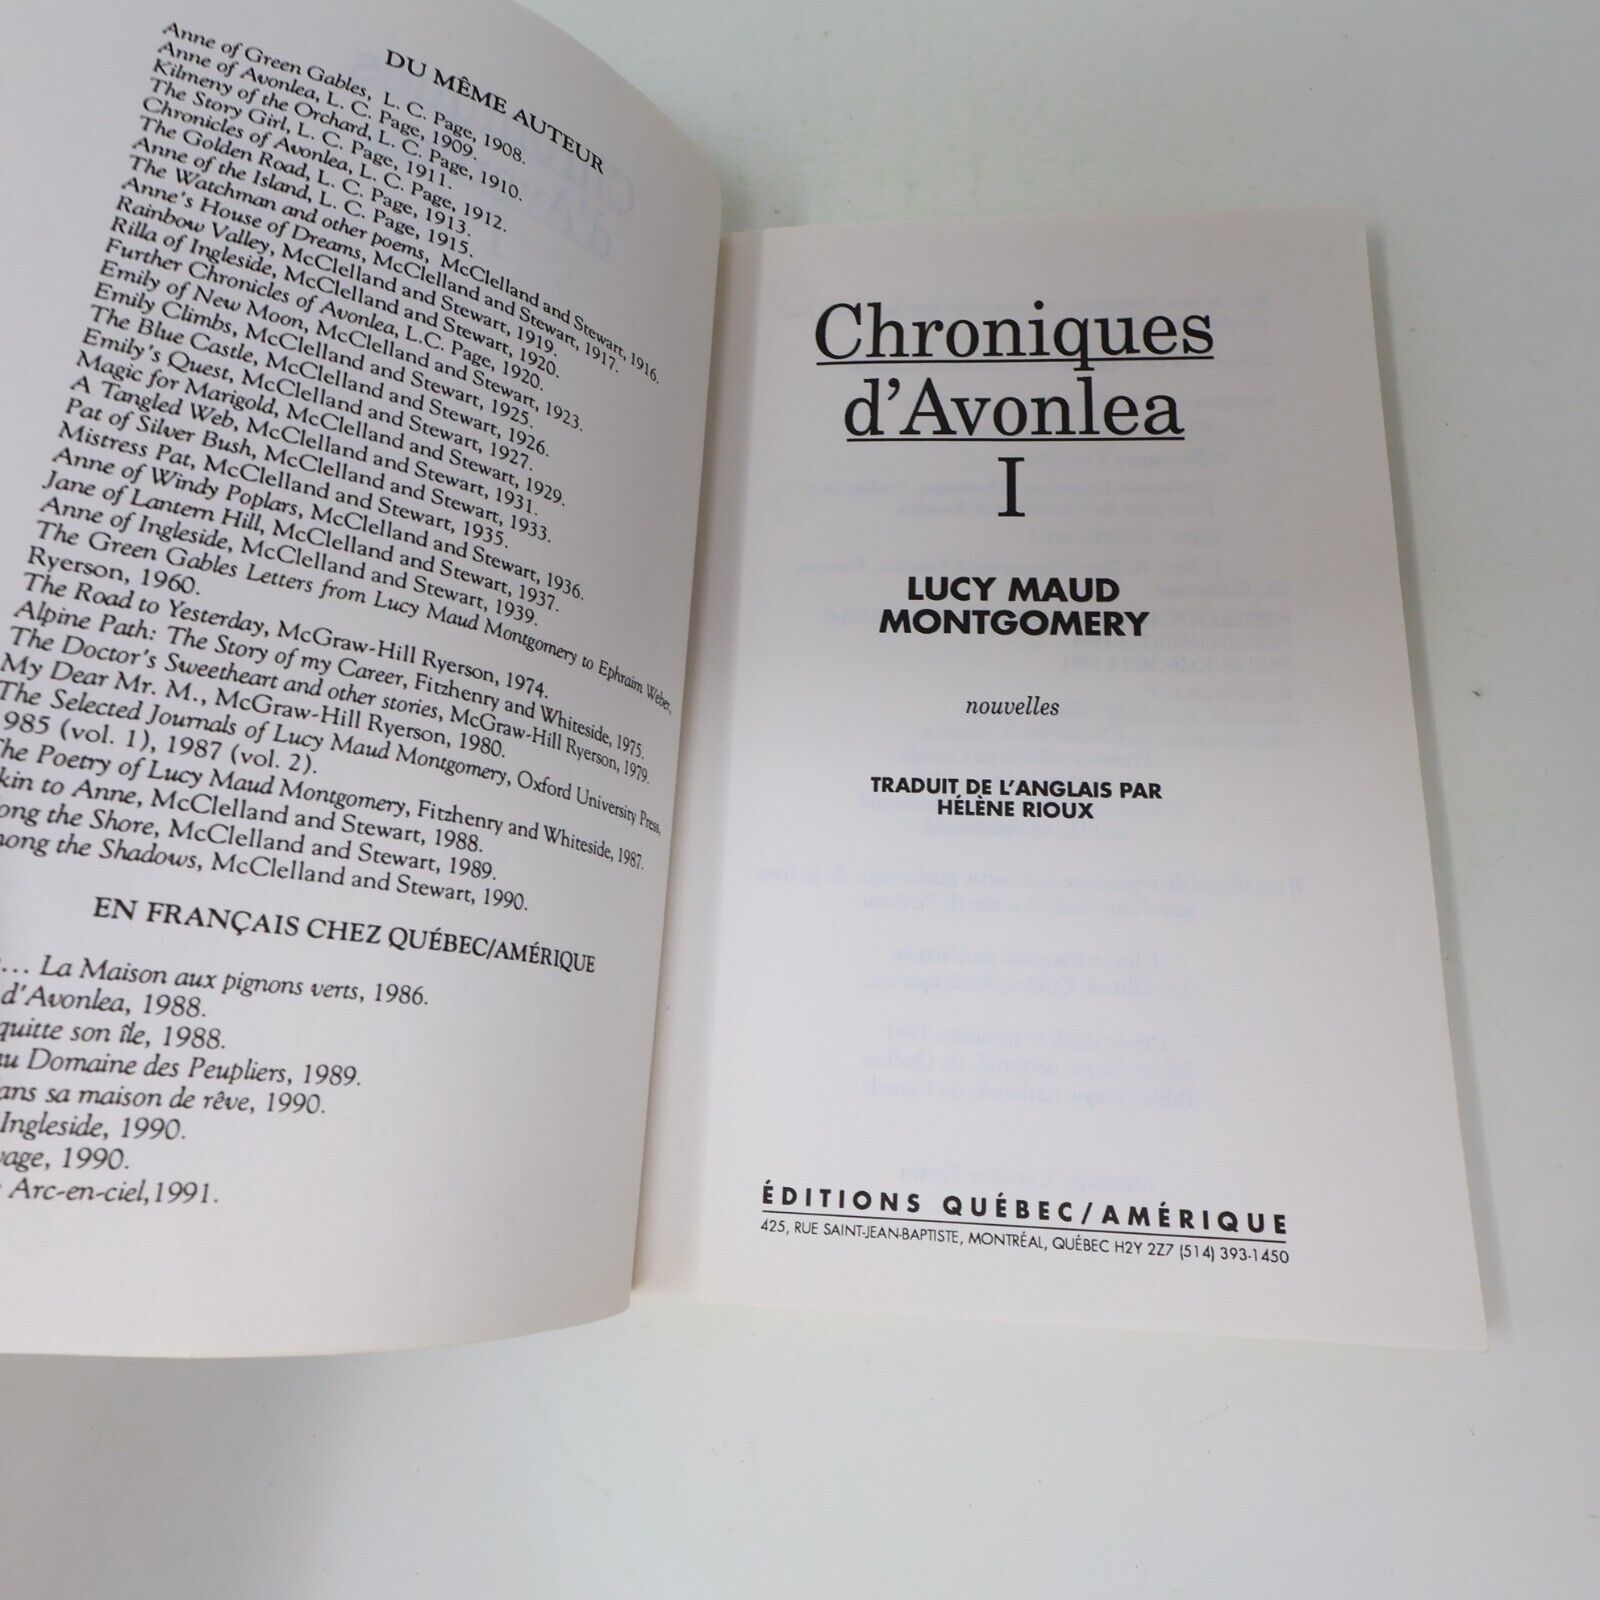 DU MÊME AUTEUR
Anne of Green Gables, L. C. Page, 1908.
Anne of Avonlea, L. C. Page, 1909.
Kilmeny of the Orchard, L. C. Page, 1910.
The Story Girl, L. C. Page, 1911.
Chronicles of Avonlea, L. C. Page, 1912.
The Golden Road, L. C. Page, 1913.
Anne of the Island, L. C. Page, 1915.
The Watchman and other poems, McClelland and Stewart, 1916.
Anne's House of Dreams, McClelland and Stewart, 1917.
Rainbow Valley, McClelland and Stewart, 1919.
Rilla of Ingleside, McClelland and Stewart, 1920.
Further Chronicles of Avonlea, L.C. Page, 1920.
Emily of New Moon, McClelland and Stewart, 1923.
Emily Climbs, McClelland and Stewart, 1925.
The Blue Castle, McClelland and Stewart, 1926.
Emily's Quest, McClelland and Stewart, 1927.
Magic for Marigold, McClelland and Stewart, 1929.
A Tangled Web, McClelland and Stewart, 1931.
Pat of Silver Bush, McClelland and Stewart, 1933.
Mistress Pat, McClelland and Stewart, 1935.
Anne of Windy Poplars, McClelland and Stewart, 1936.
Jane of Lantern Hill, McClelland and Stewart, 1937.
Anne of Ingleside, McClelland and Stewart, 1939.
The Green Gables Letters from Lucy Maud Montgomery to Ephraim Weber,
Ryerson, 1960.
The Road to Yesterday, McGraw-Hill Ryerson, 1974.
Alpine Path: The Story of my Career, Fitzhenry and Whiteside, 1975.
The Doctor's Sweetheart and other stories, McGraw-Hill Ryerson, 1979.
My Dear Mr. M., McGraw-Hill Ryerson, 1980.
The Selected Journals of Lucy Maud Montgomery, Oxford University Press,
985 (vol. 1), 1987 (vol. 2).
he Poetry of Lucy Maud Montgomery, Fitzhenry and Whiteside, 1987.
kin to Anne, McClelland and Stewart, 1988.
ong the Shore, McClelland and Stewart, 1989.
ong the Shadows, McClelland and Stewart, 1990.
EN FRANÇAIS CHEZ QUÉBEC/AMÉRIQUE
... La Maison aux pignons verts, 1986.
d'Avonlea, 1988.
quitte son île, 1988.
au Domaine des Peupliers, 1989.
ans sa maison de rêve, 1990.
Ingleside, 1990.
vage, 1990.
Arc-en-ciel, 1991.
Chroniques
d'Avonlea
I
LUCY MAUD
MONTGOMERY
nouvelles
TRADUIT DE L'ANGLAIS PAR
HÉLÈNE RIOUX
ÉDITIONS QUÉBEC/AMÉRIQUE
425, RUE SAINT-JEAN-BAPTISTE, MONTRÉAL, QUÉBEC H2Y 2Z7 (514) 393-1450